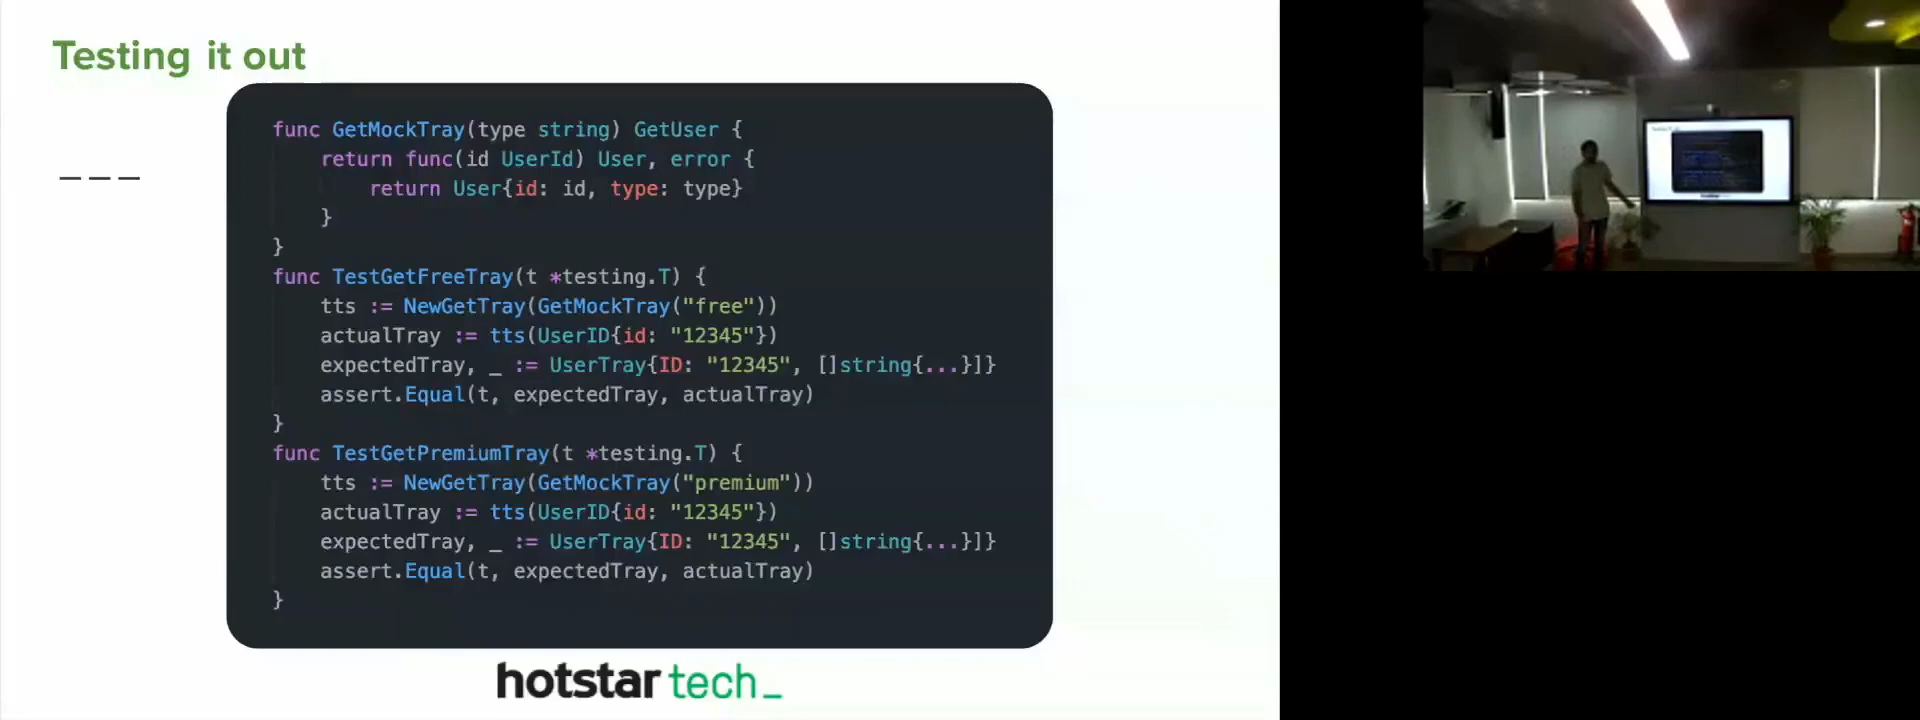 Testing it out
func GetMockTray(type string) GetUser {
    return func(id UserId) User, error {
        return User{id: id, type: type}
    }
}
func TestGetFreeTray(t *testing.T) {
    tts := NewGetTray(GetMockTray("free"))
    actualTray := tts(UserID{id: "12345"})
    expectedTray, _ := UserTray{ID: "12345", []string{...}]}
    assert.Equal(t, expectedTray, actualTray)
}
func TestGetPremiumTray(t *testing.T) {
    tts := NewGetTray(GetMockTray("premium"))
    actualTray := tts(UserID{id: "12345"})
    expectedTray, _ := UserTray{ID: "12345", []string{...}]}
    assert.Equal(t, expectedTray, actualTray)
}
hotstar tech_